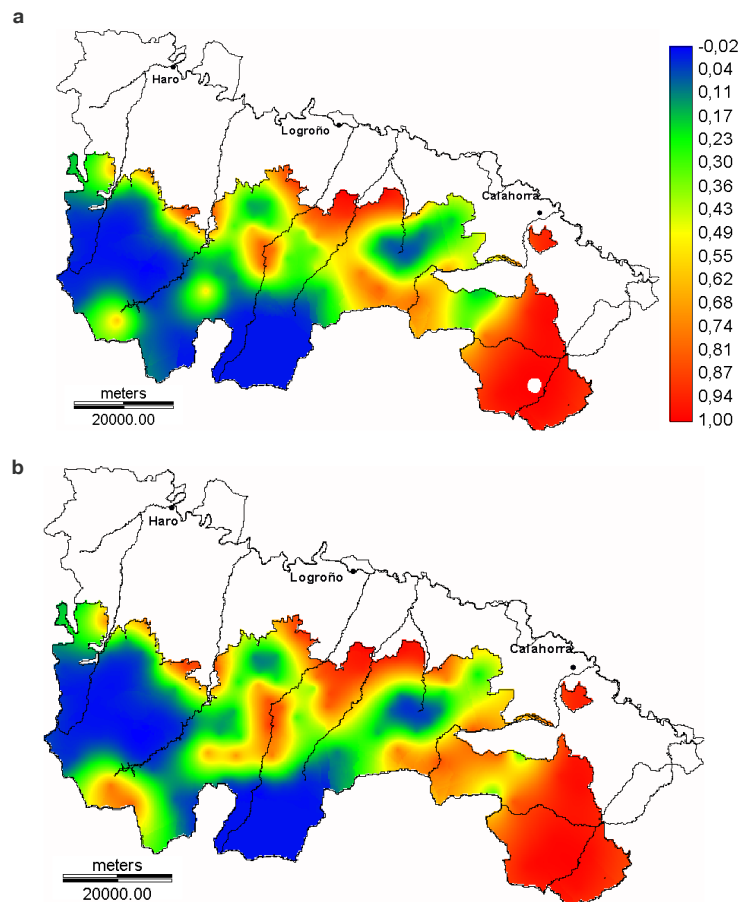 a
Haro
Logroño
Calahorra
meters
20000.00
-0,02
0,04
0,11
0,17
0,23
0,30
0,36
0,43
0,49
0,55
0,62
0,68
0,74
0,81
0,87
0,94
1,00
b
Haro
Logroño
Calahorra
meters
20000.00